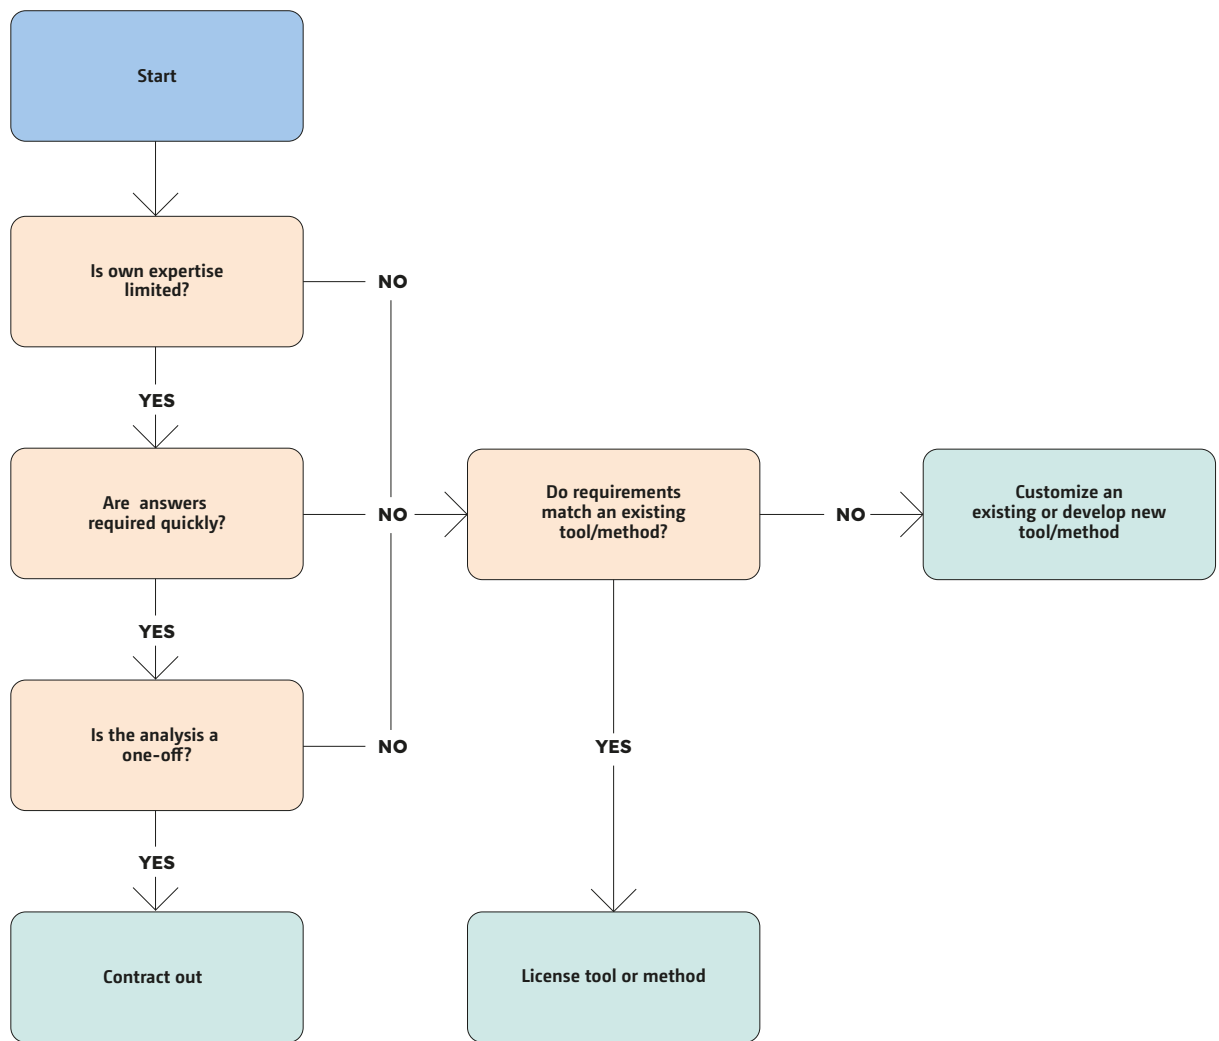 Start
Is own expertise
limited?
NO
YES
Are  answers
required quickly?
NO
Do requirements
match an existing
tool/method?
NO
Customize an
existing or develop new
tool/method
YES
Is the analysis a
one-off?
NO
YES
YES
Contract out
License tool or method